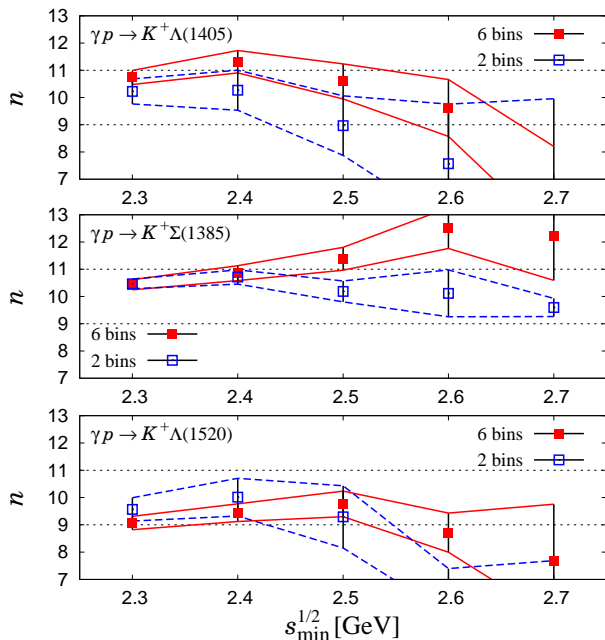 γp→K⁺Λ(1405)
6 bins
2 bins
n
13
12
11
10
9
8
7
2.3 2.4 2.5 2.6 2.7
γp→K⁺Σ(1385)
6 bins
2 bins
n
13
12
11
10
9
8
7
2.3 2.4 2.5 2.6 2.7
γp→K⁺Λ(1520)
6 bins
2 bins
n
13
12
11
10
9
8
7
2.3 2.4 2.5 2.6 2.7
s_min^1/2 [GeV]